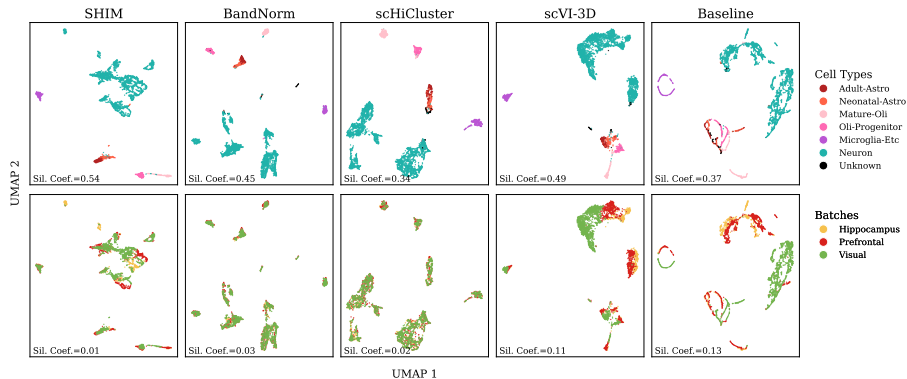 SHIM
BandNorm
scHiCluster
scVI-3D
Baseline
Sil. Coef.=0.54
Sil. Coef.=0.45
Sil. Coef.=0.34
Sil. Coef.=0.49
Sil. Coef.=0.37
Cell Types
Adult-Astro
Neonatal-Astro
Mature-Oli
Oli-Progenitor
Microglia-Etc
Neuron
Unknown
UMAP 2
Sil. Coef.=0.01
Sil. Coef.=0.03
Sil. Coef.=0.02
Sil. Coef.=0.11
Sil. Coef.=0.13
Batches
Hippocampus
Prefrontal
Visual
UMAP 1